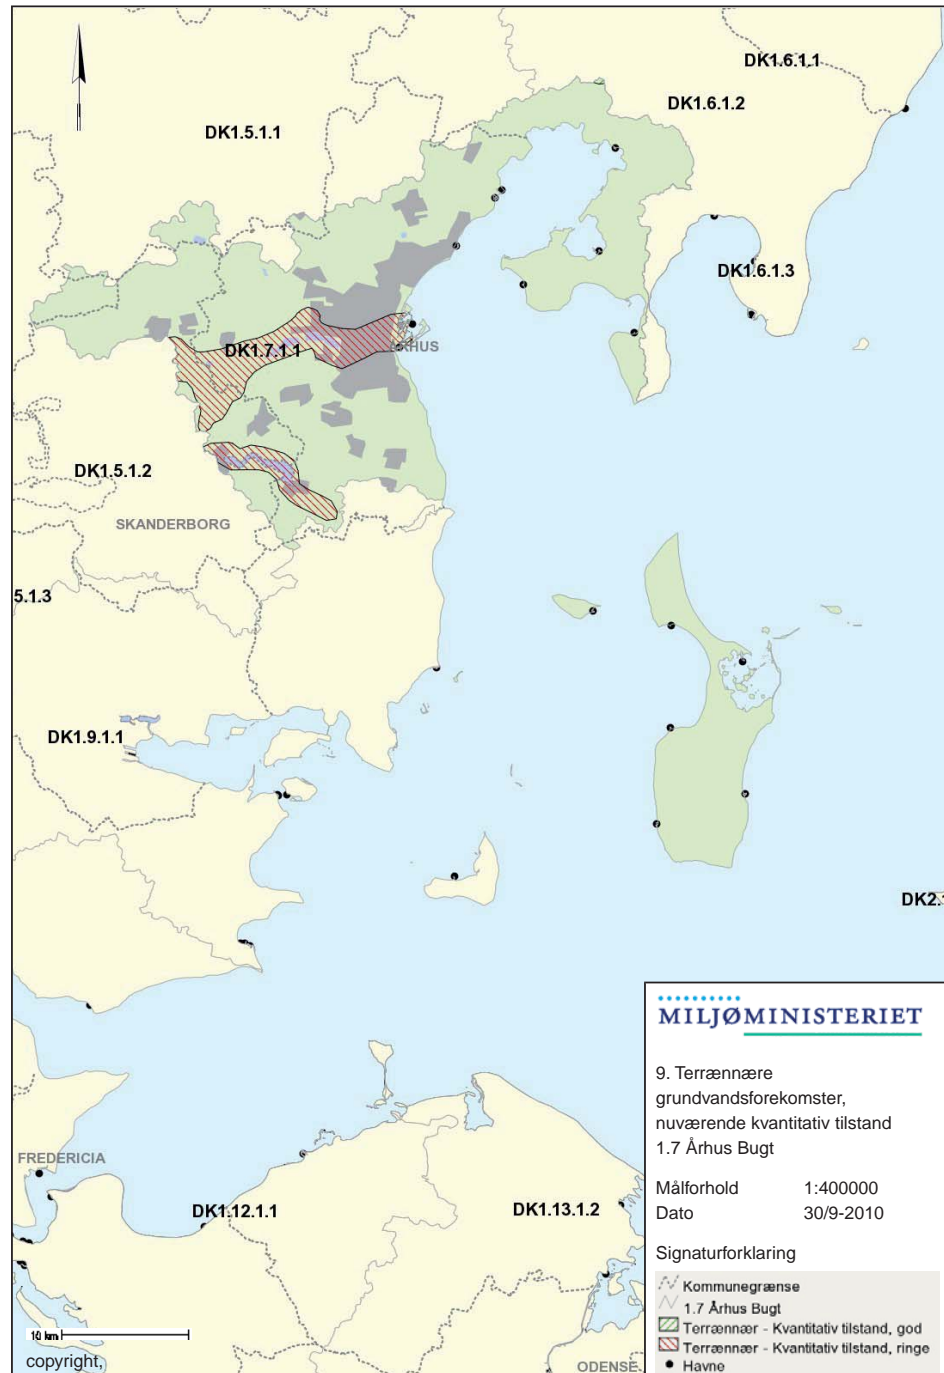 DK1.6.1.1
DK1.6.1.2
DK1.5.1.1
DK1.6.1.3
DK1.7.1.1
DK1.5.1.2
SKANDERBORG
5.1.3
DK1.9.1.1
DK2.
MILJØMINISTERIET
9. Terrænnære
grundvandsforekomster,
nuværende kvantitativ tilstand
1.7 Århus Bugt
Målforhold 1:400000
Dato 30/9-2010
Signaturforklaring
Kommunegrænse
1.7 Århus Bugt
Terrænnær - Kvantitativ tilstand, god
Terrænnær - Kvantitativ tilstand, ringe
Havne
FREDERICIA
DK1.12.1.1
DK1.13.1.2
10 km
copyright,
ODENSE